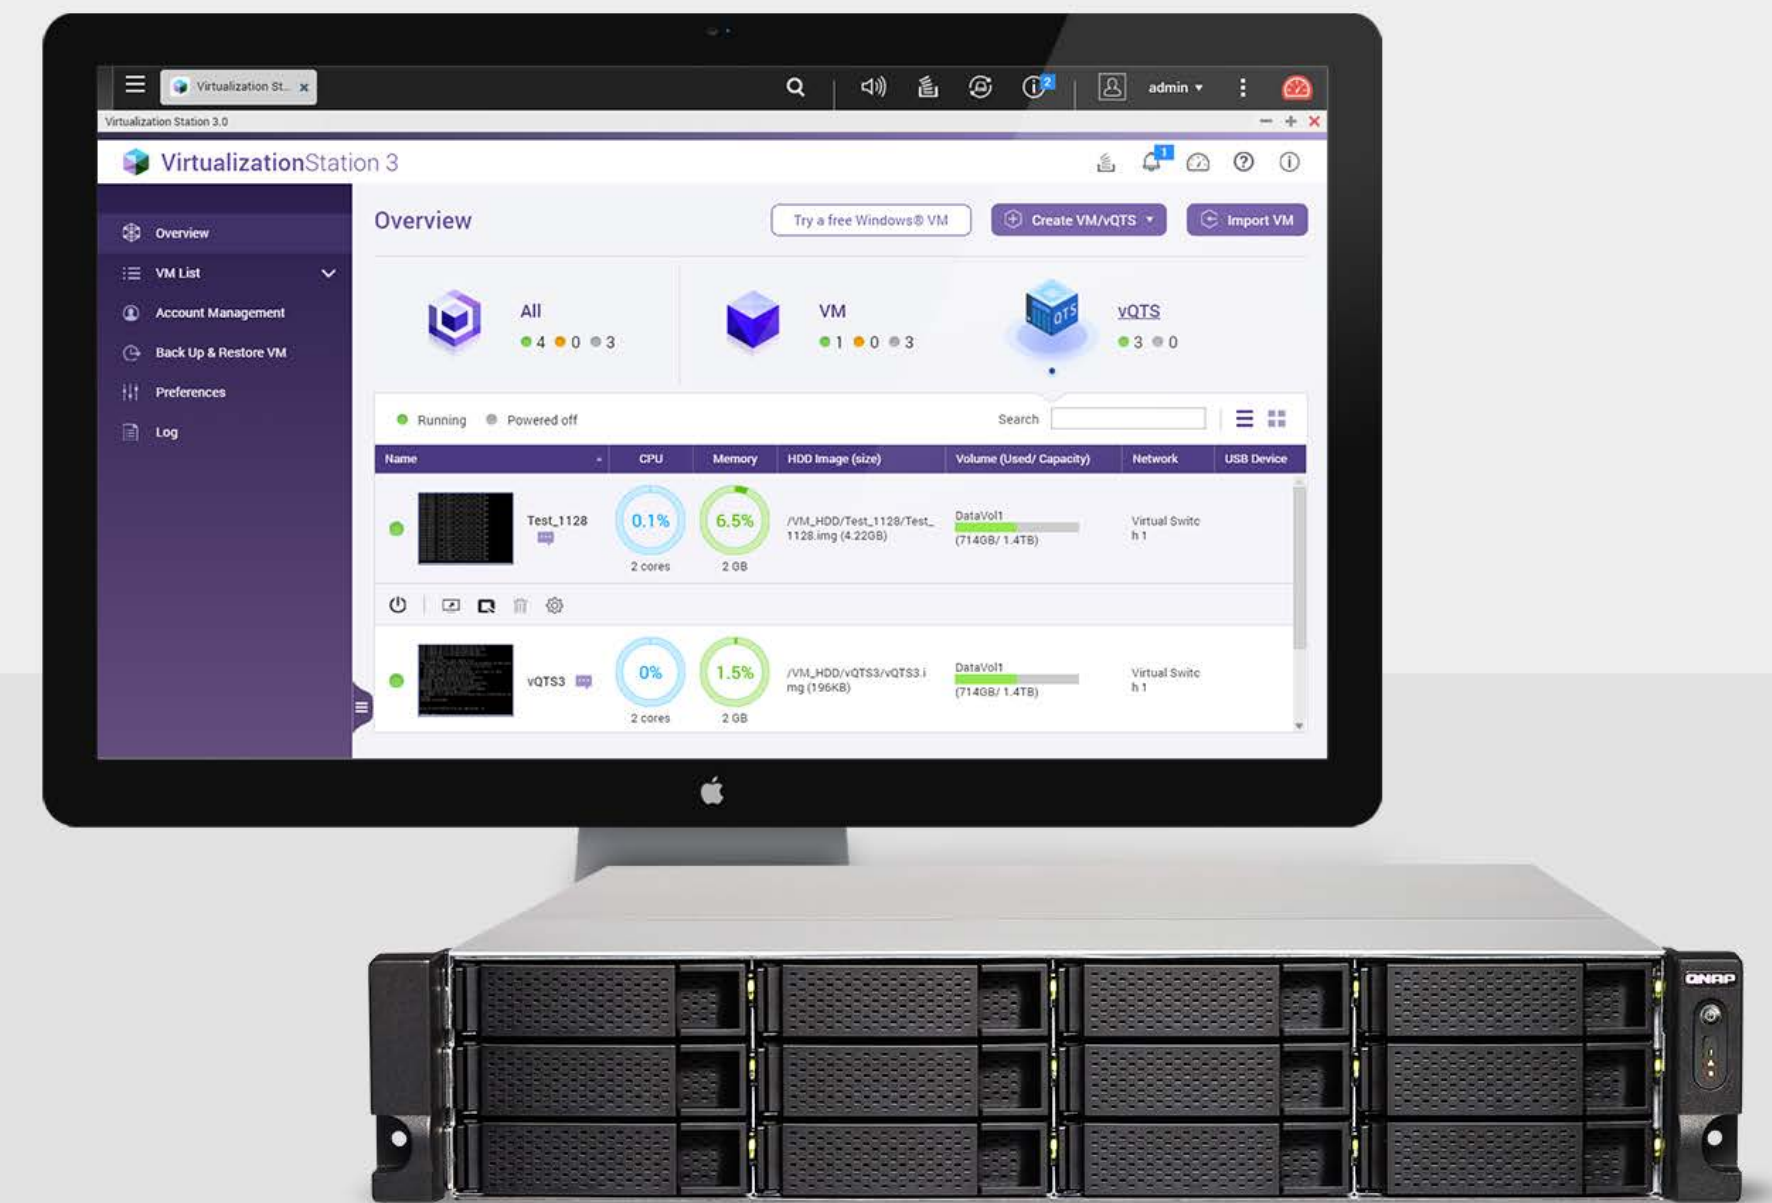 Virtualization St...
2
admin
Virtualization Station 3.0
VirtualizationStation 3
1
Overview
VM List
Account Management
Back Up & Restore VM
Preferences
Log
Overview
Try a free Windows® VM
Create VM/vQTS
Import VM
All
4 0 3
VM
1 0 3
QTS
vQTS
3 0
Running
Powered off
Search
Name CPU Memory HDD Image (size) Volume (Used/ Capacity) Network USB Device
Test_1128
0.1%
2 cores
6.5%
2 GB
/VM_HDD/Test_1128/Test_
1128.img (4.22GB)
DataVol1
(714GB/ 1.4TB)
Virtual Switc
h 1
vQTS3
0%
2 cores
1.5%
2 GB
/VM_HDD/vQTS3/vQTS3.i
mg (196KB)
DataVol1
(714GB/ 1.4TB)
Virtual Switc
h 1
QNAP